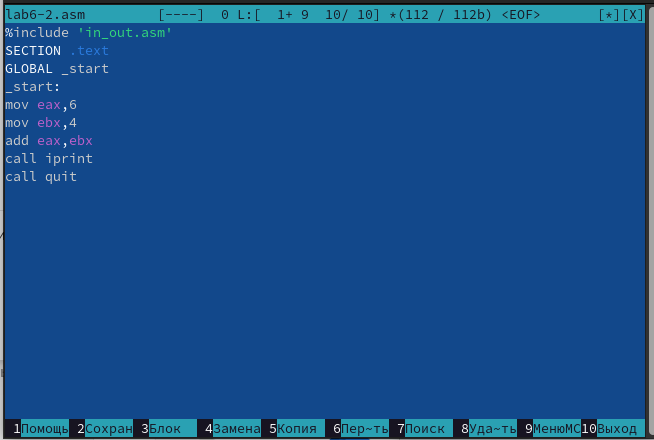 lab6-2.asm [----] 0 L:[ 1+ 9 10/ 10] *(112 / 112b) <EOF> [*][X]
%include 'in_out.asm'
SECTION .text
GLOBAL _start
_start:
mov eax,6
mov ebx,4
add eax,ebx
call iprint
call quit
1Помощь 2Сохран 3Блок 4Замена 5Копия 6Пер~ть 7Поиск 8Уда~ть 9МенюMC 10Выход